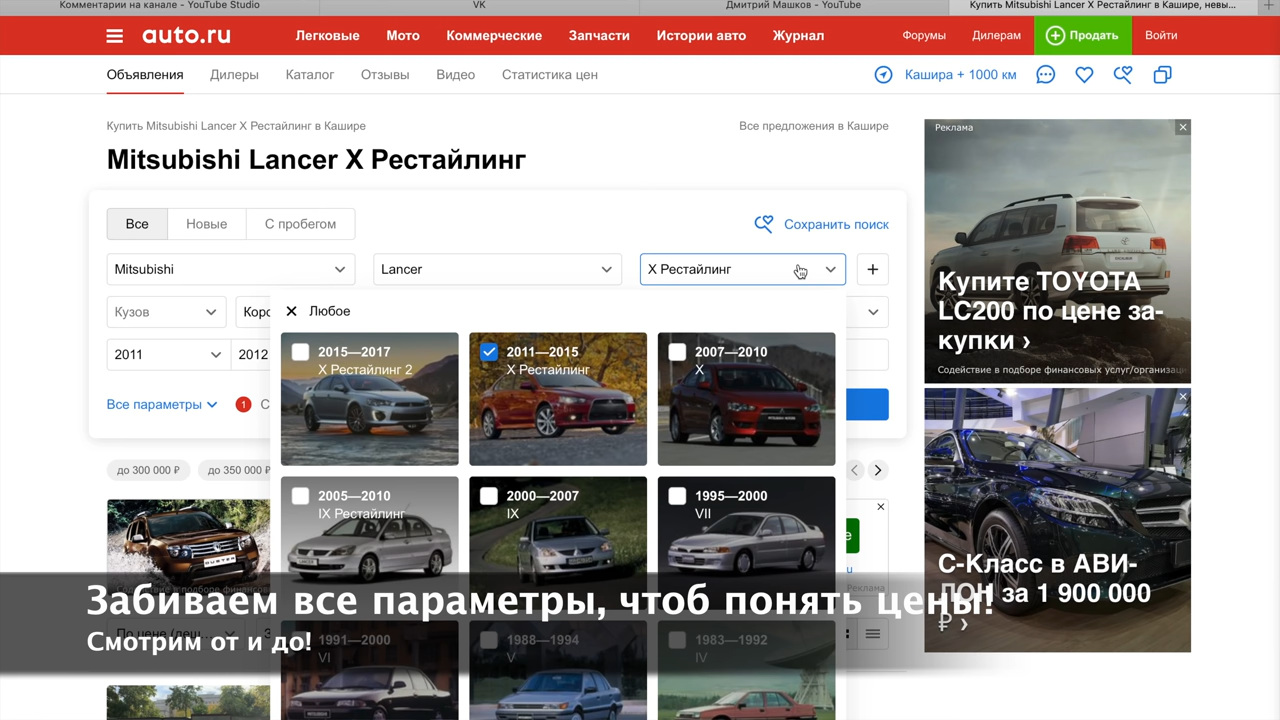 Комментарии на канале - YouTube Studio
VK
Дмитрий Машков - YouTube
Купить Mitsubishi Lancer X Рестайлинг в Кашире, невы...
auto.ru
Легковые
Мото
Коммерческие
Запчасти
Истории авто
Журнал
Форумы
Дилерам
Продать
Войти
Объявления
Дилеры
Каталог
Отзывы
Видео
Статистика цен
Кашира + 1000 км
Купить Mitsubishi Lancer X Рестайлинг в Кашире
Все предложения в Кашире
Mitsubishi Lancer X Рестайлинг
Все
Новые
С пробегом
Сохранить поиск
Mitsubishi
Lancer
X Рестайлинг
Кузов
Коро
2011
2012
Все параметры
1
С
Любое
2015—2017
X Рестайлинг 2
2011—2015
X Рестайлинг
2007—2010
X
2005—2010
IX Рестайлинг
2000—2007
IX
1995—2000
VII
1991—2000
VI
1988—1994
V
1983—1992
IV
до 300 000 ₽
до 350 000 ₽
DUSTER
Реклама
Реклама
Купите TOYOTA
LC200 по цене за-
купки ›
Содействие в подборе финансовых услуг/организац
С-Класс в АВИ-
ЛОН за 1 900 000
₽ ›
Забиваем все параметры, чтоб понять цены!
Смотрим от и до!